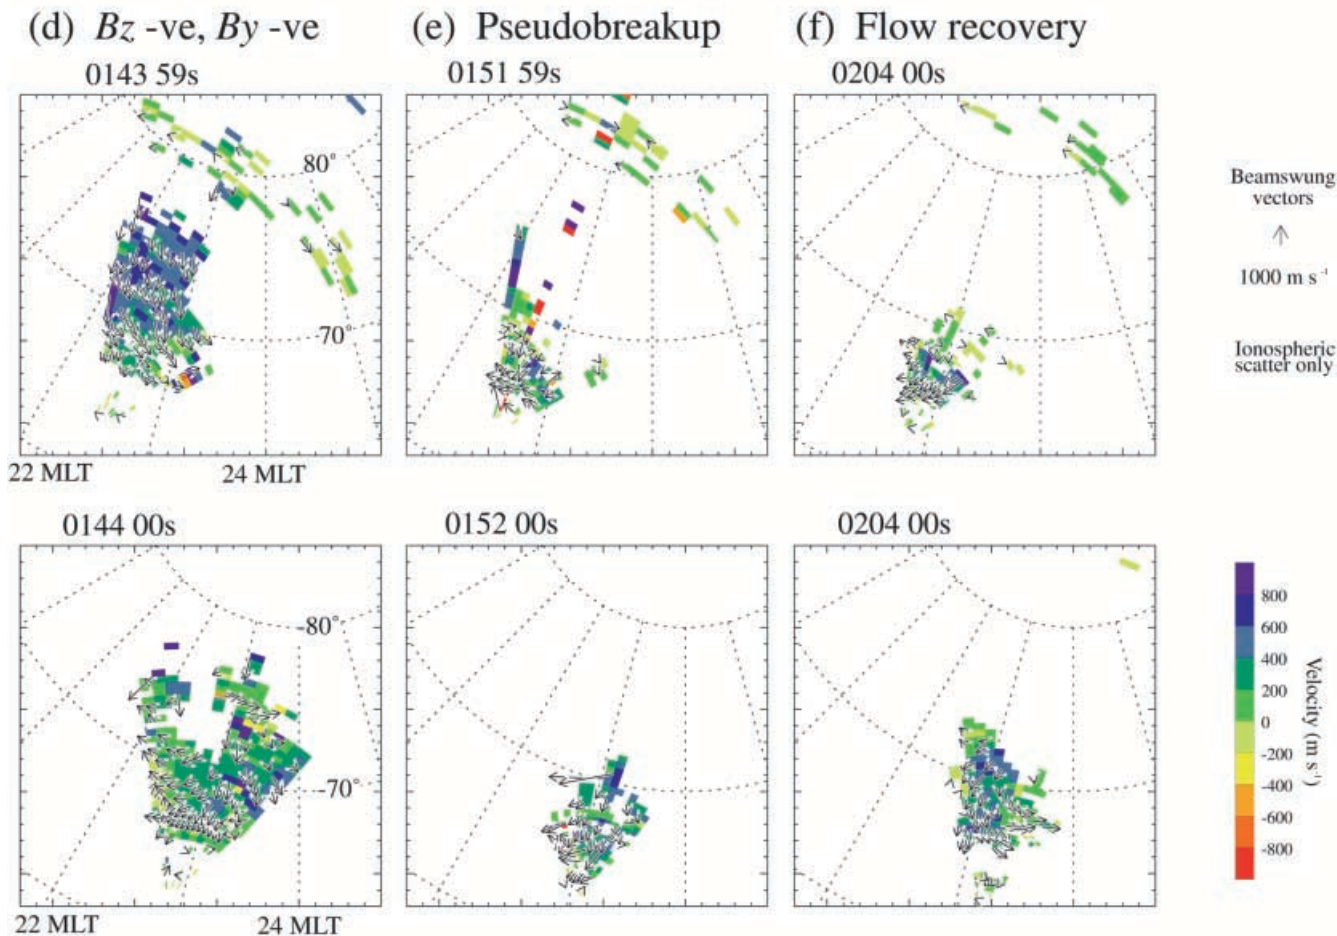 (d) Bz -ve, By -ve
(e) Pseudobreakup
(f) Flow recovery
0143 59s
0151 59s
0204 00s
80°
70°
22 MLT
24 MLT
Beamswung
vectors
1000 m s⁻¹
Ionospheric
scatter only
0144 00s
0152 00s
0204 00s
-80°
-70°
22 MLT
24 MLT
800
600
400
200
0
-200
-400
-600
-800
Velocity (m s⁻¹)